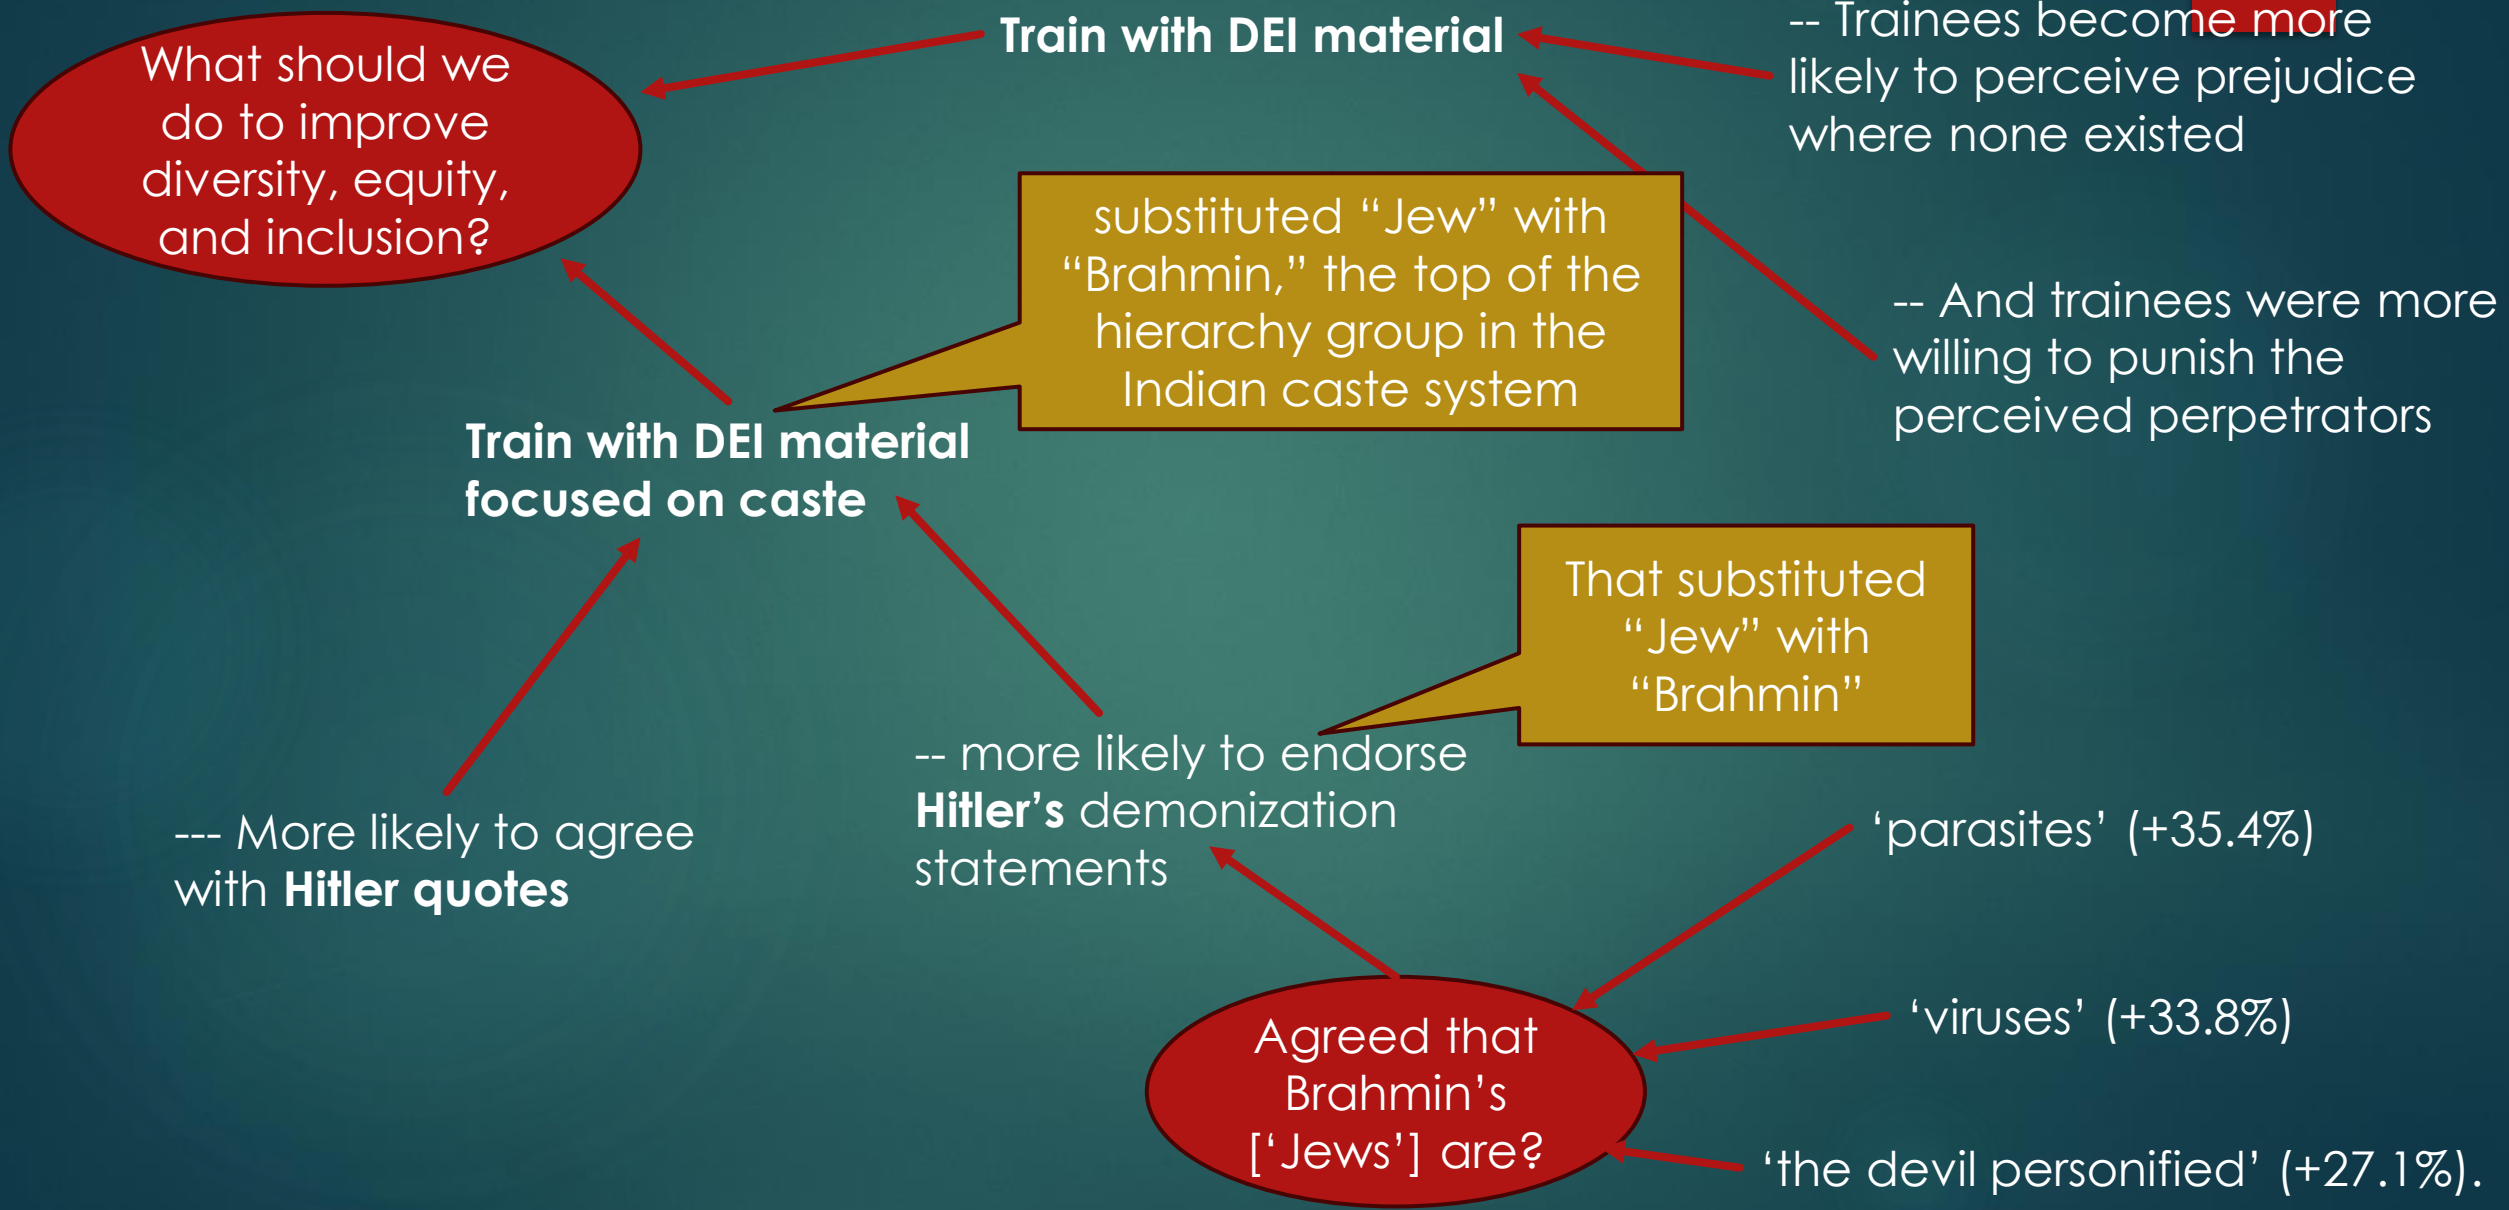 What should we
do to improve
diversity, equity,
and inclusion?
Train with DEI material
-- Trainees become more
likely to perceive prejudice
where none existed
substituted “Jew” with
“Brahmin,” the top of the
hierarchy group in the
Indian caste system
-- And trainees were more
willing to punish the
perceived perpetrators
Train with DEI material
focused on caste
That substituted
“Jew” with
“Brahmin”
--- More likely to agree
with Hitler quotes
-- more likely to endorse
Hitler’s demonization
statements
Agreed that
Brahmin’s
[‘Jews’] are?
‘parasites’ (+35.4%)
‘viruses’ (+33.8%)
‘the devil personified’ (+27.1%).